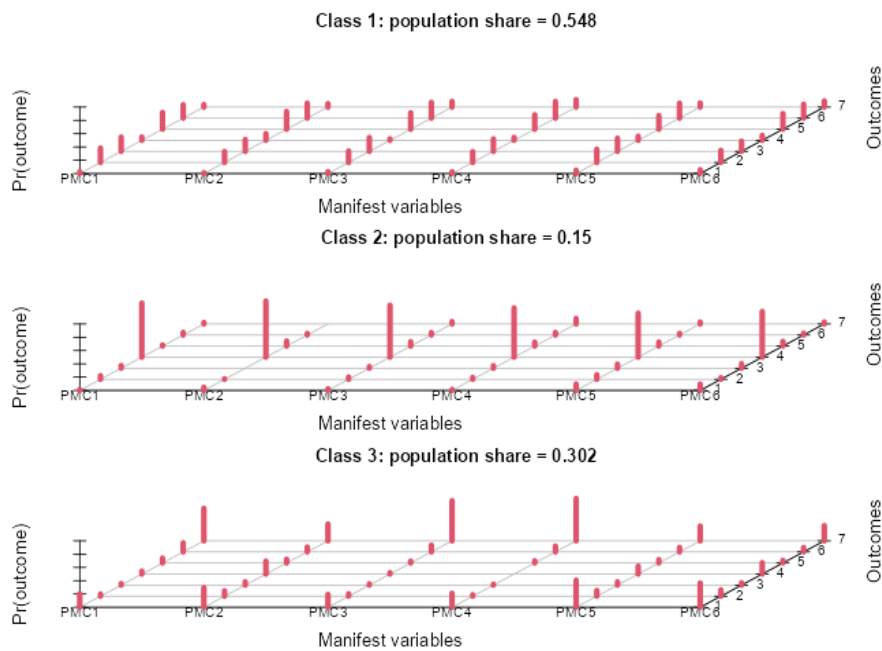 Class 1: population share = 0.548
Pr(outcome)
Outcomes
1 2 3 4 5 6 7
PMC1 PMC2 PMC3 PMC4 PMC5 PMC6
Manifest variables
Class 2: population share = 0.15
Pr(outcome)
Outcomes
1 2 3 4 5 6 7
PMC1 PMC2 PMC3 PMC4 PMC5 PMC6
Manifest variables
Class 3: population share = 0.302
Pr(outcome)
Outcomes
1 2 3 4 5 6 7
PMC1 PMC2 PMC3 PMC4 PMC5 PMC6
Manifest variables